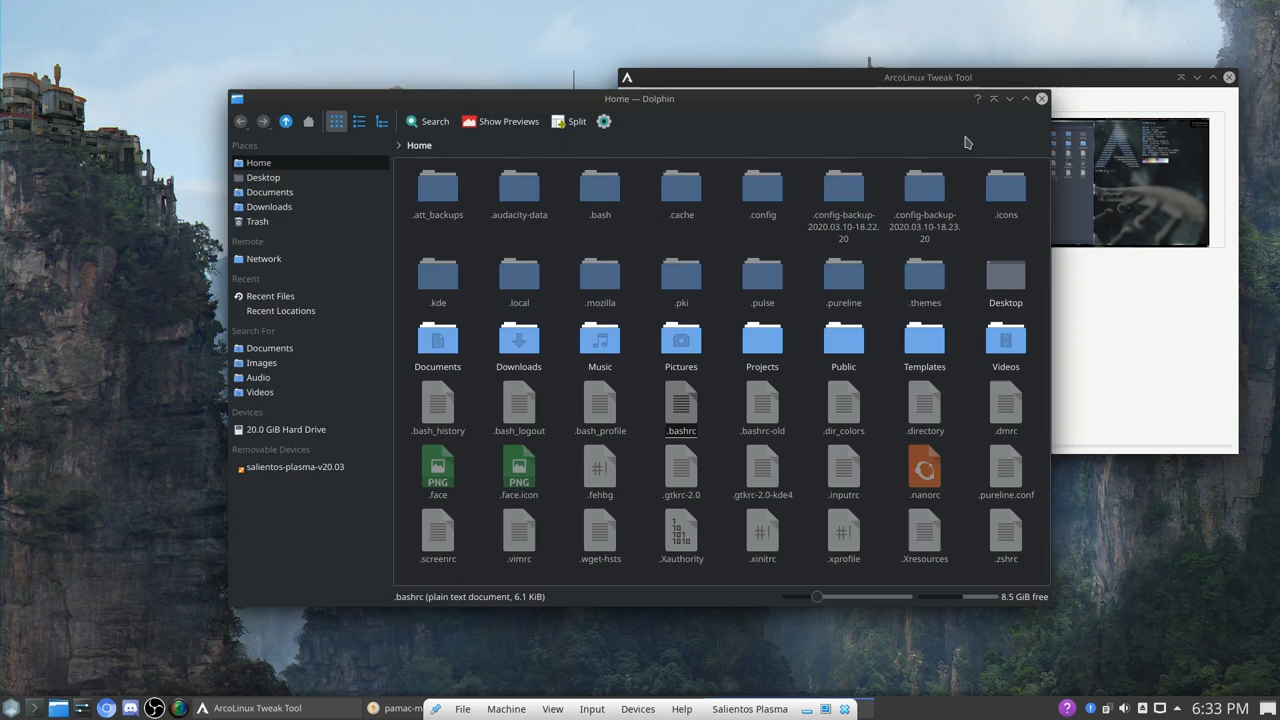 ArcoLinux Tweak Tool
Home — Dolphin
Search
Show Previews
Split
Home
Places
Home
Desktop
Documents
Downloads
Trash
Remote
Network
Recent
Recent Files
Recent Locations
Search For
Documents
Images
Audio
Videos
Devices
20.0 GiB Hard Drive
Removable Devices
salientos-plasma-v20.03
.att_backups
.audacity-data
.bash
.cache
.config
.config-backup-
2020.03.10-18.22.
20
.config-backup-
2020.03.10-18.23.
20
.icons
.kde
.local
.mozilla
.pki
.pulse
.pureline
.themes
Desktop
Documents
Downloads
Music
Pictures
Projects
Public
Templates
Videos
.bash_history
.bash_logout
.bash_profile
.bashrc
.bashrc-old
.dir_colors
.directory
.dmrc
PNG
.face
PNG
.face.icon
#!
.fehbg
.gtkrc-2.0
.gtkrc-2.0-kde4
.inputrc
.nanorc
.pureline.conf
.screenrc
.vimrc
.wget-hsts
1
10
101
1010
.Xauthority
#!
.xinitrc
#!
.xprofile
.Xresources
.zshrc
.bashrc (plain text document, 6.1 KiB)
8.5 GiB free
ArcoLinux Tweak Tool
pamac-m
File
Machine
View
Input
Devices
Help
Salientos Plasma
6:33 PM